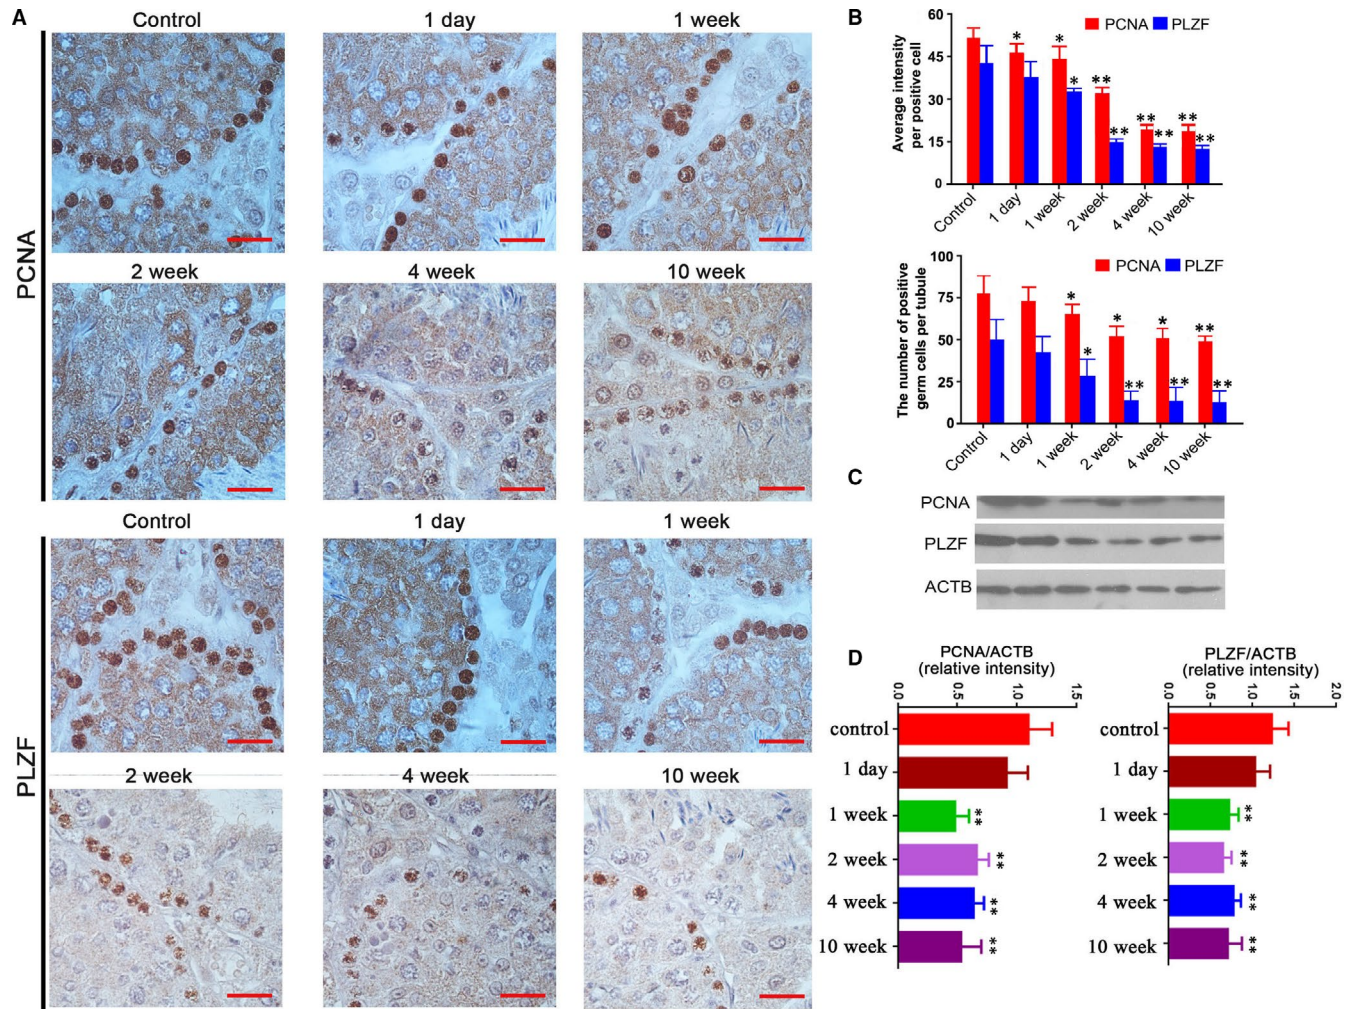 A
Control
1 day
1 week
PCNA
2 week
4 week
10 week
Control
1 day
1 week
PLZF
2 week
4 week
10 week
B
PCNA PLZF
Average intensity
per positive cell
60
45
30
15
0
* * * ** ** ** ** ** **
Control 1 day 1 week 2 week 4 week 10 week
PCNA PLZF
The number of positive
germ cells per tubule
100
75
50
25
0
* * * ** * ** ** **
Control 1 day 1 week 2 week 4 week 10 week
C
PCNA
PLZF
ACTB
D
PCNA/ACTB
(relative intensity)
0.0 0.5 1.0 1.5
control
1 day
1 week **
2 week **
4 week **
10 week **
PLZF/ACTB
(relative intensity)
0.0 0.5 1.0 1.5 2.0
control
1 day
1 week **
2 week **
4 week **
10 week **